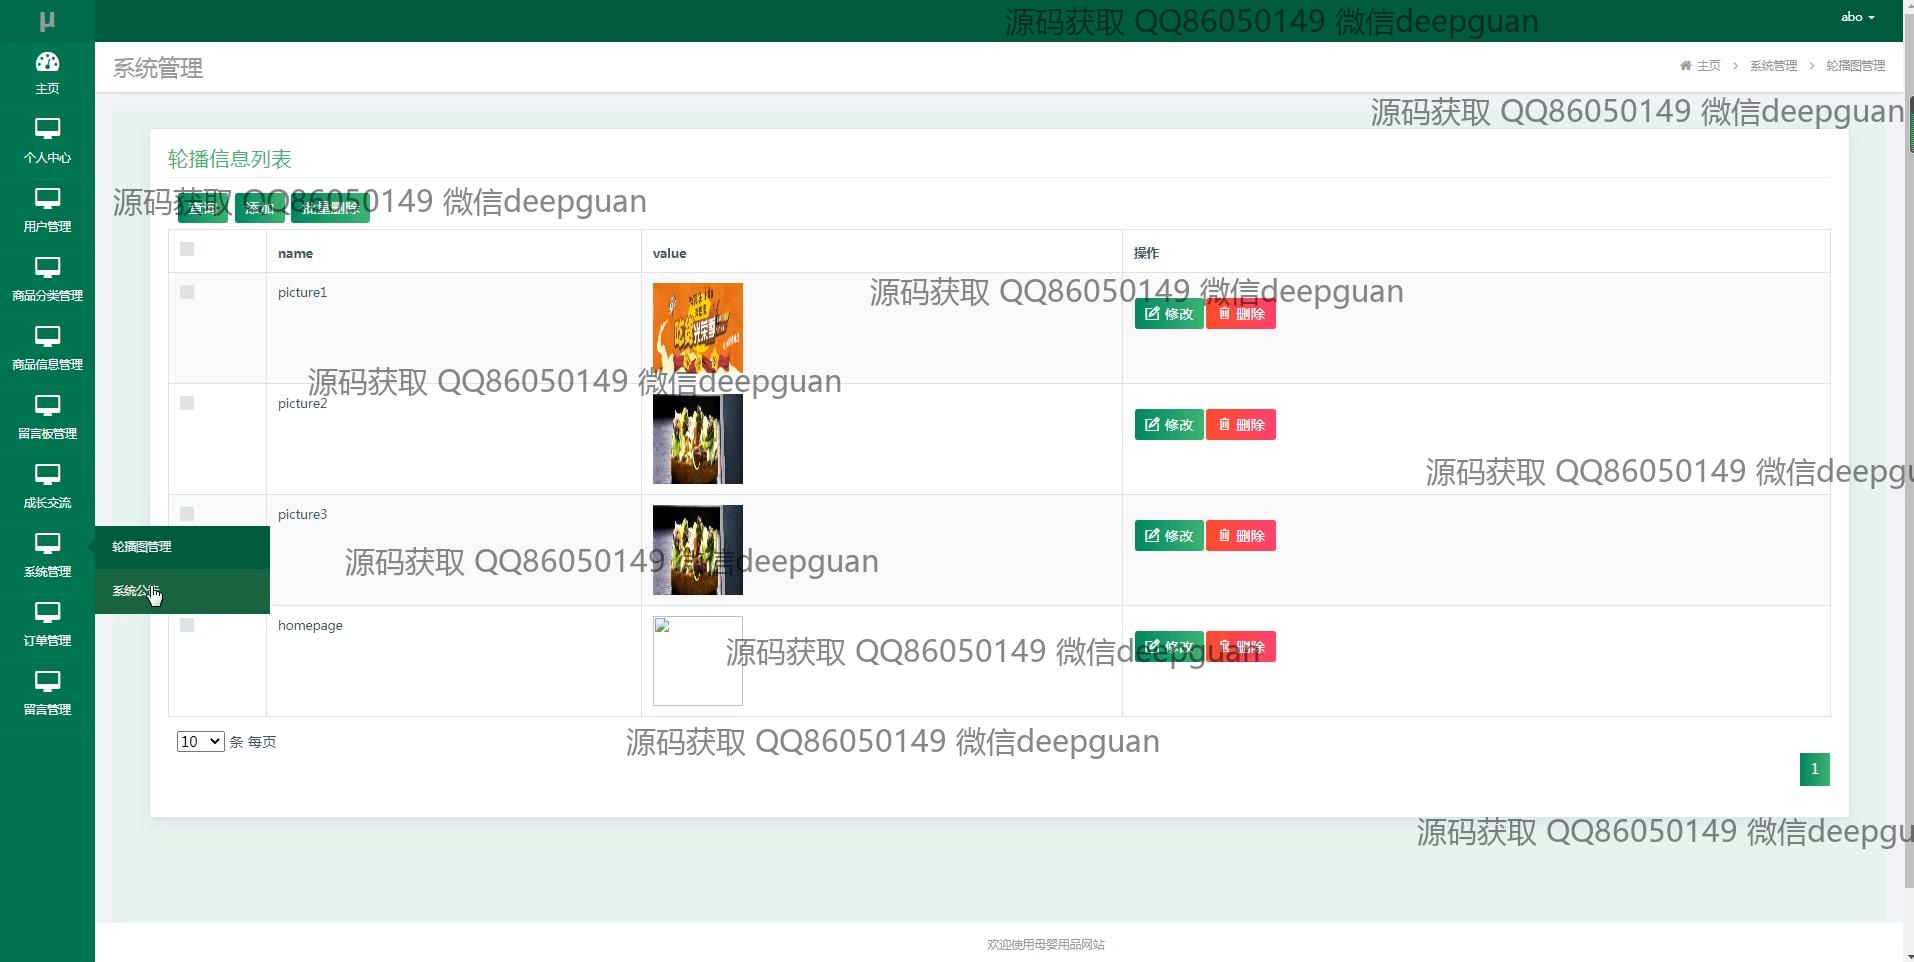 μ
源码获取 QQ86050149 微信deepguan
abo
主页
系统管理
主页 > 系统管理 > 轮播图管理
源码获取 QQ86050149 微信deepguan
个人中心
轮播信息列表
用户管理
源码获取 QQ86050149 微信deepguan
查询 添加 批量删除
name value 操作
商品分类管理
picture1
源码获取 QQ86050149 微信deepguan
修改 删除
商品信息管理
源码获取 QQ86050149 微信deepguan
picture2
修改 删除
留言板管理
源码获取 QQ86050149 微信deepgu
成长交流
picture3
修改 删除
轮播图管理
源码获取 QQ86050149 微信deepguan
系统管理
系统公告
homepage
订单管理
源码获取 QQ86050149 微信deepguan
修改 删除
留言管理
10 条 每页
源码获取 QQ86050149 微信deepguan
1
源码获取 QQ86050149 微信deepgu
欢迎使用母婴用品网站